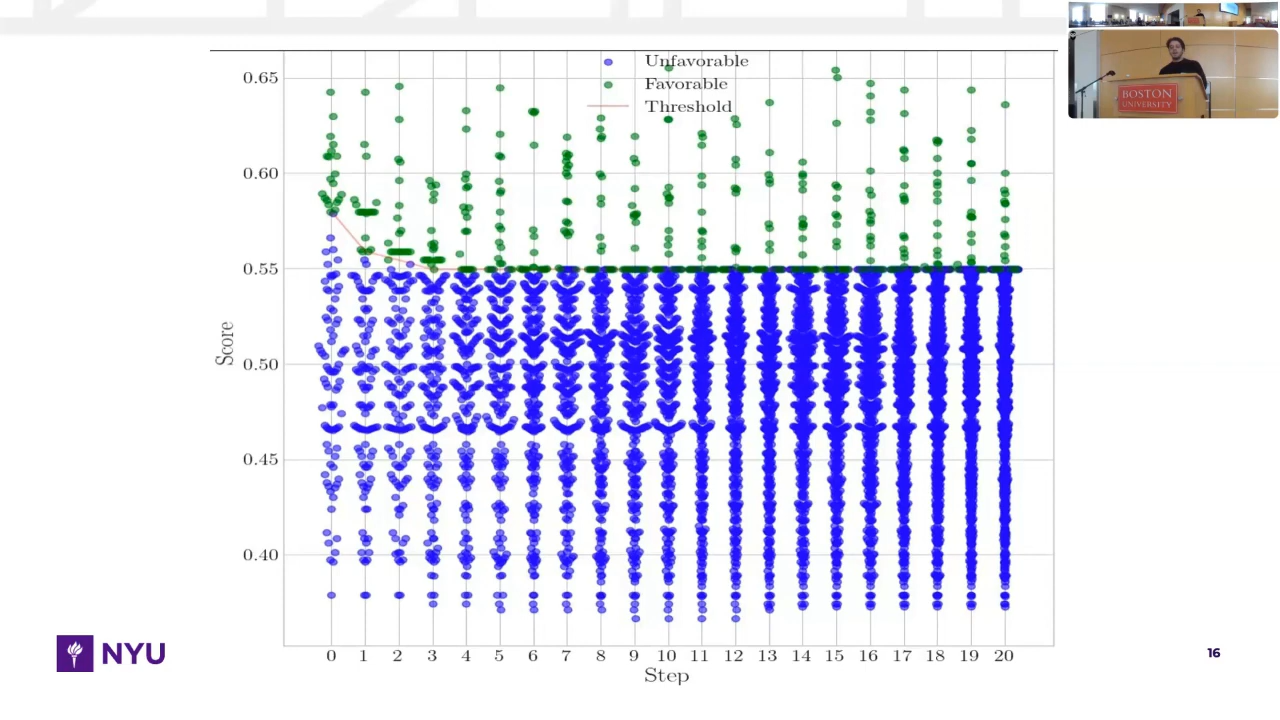 Unfavorable
Favorable
Threshold
0.65
0.60
0.55
0.50
0.45
0.40
Score
0 1 2 3 4 5 6 7 8 9 10 11 12 13 14 15 16 17 18 19 20
Step
NYU
16
BOSTON
UNIVERSITY